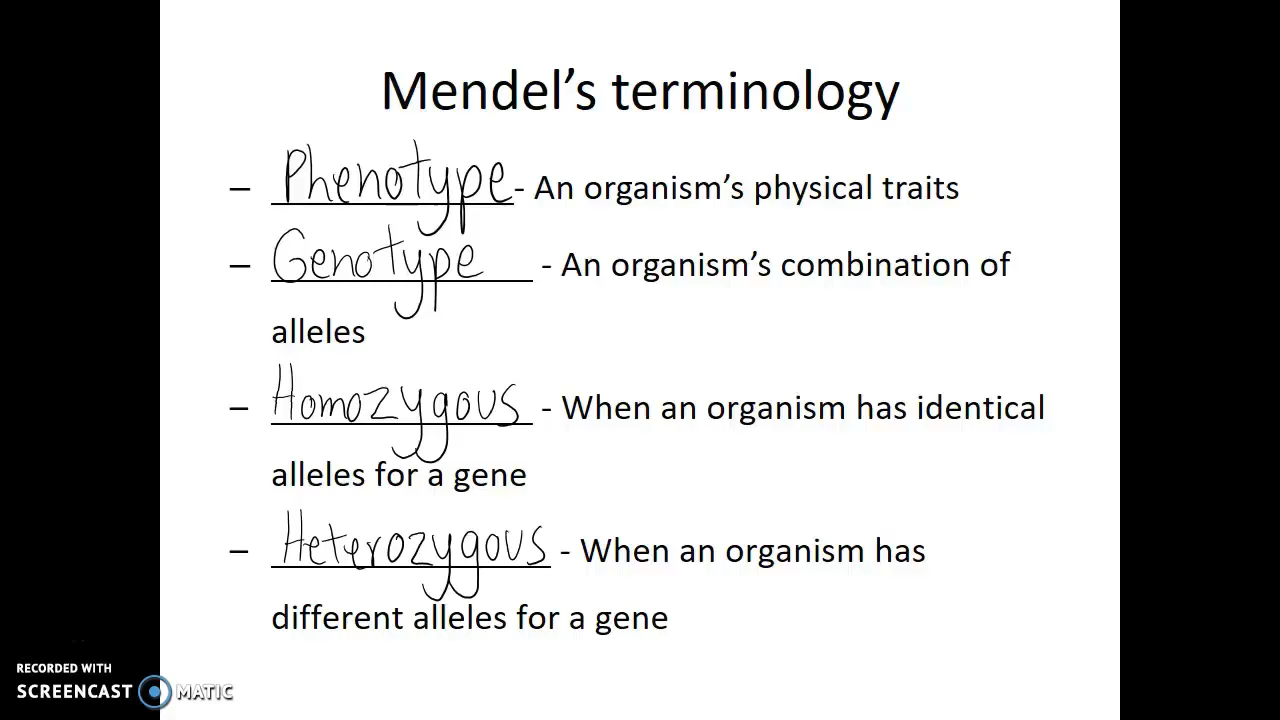 Mendel's terminology
– Phenotype - An organism's physical traits
– Genotype - An organism's combination of
alleles
– Homozygous - When an organism has identical
alleles for a gene
– Heterozygous - When an organism has
different alleles for a gene
RECORDED WITH
SCREENCAST MATIC